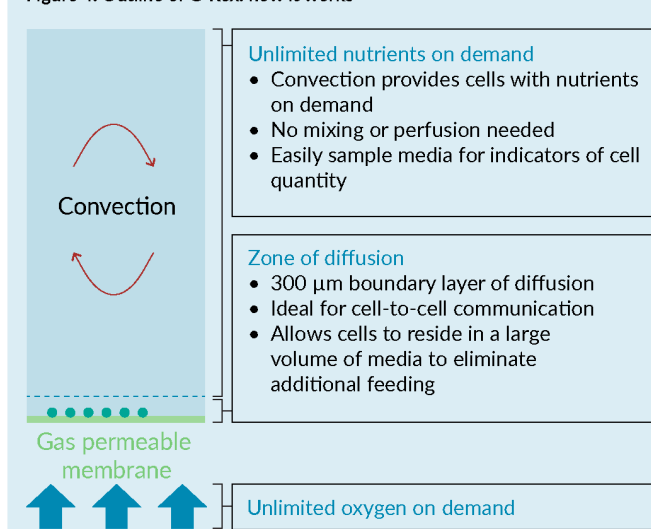 Unlimited nutrients on demand
• Convection provides cells with nutrients
on demand
• No mixing or perfusion needed
• Easily sample media for indicators of cell
quantity
Convection
Zone of diffusion
• 300 µm boundary layer of diffusion
• Ideal for cell-to-cell communication
• Allows cells to reside in a large
volume of media to eliminate
additional feeding
Gas permeable
membrane
Unlimited oxygen on demand